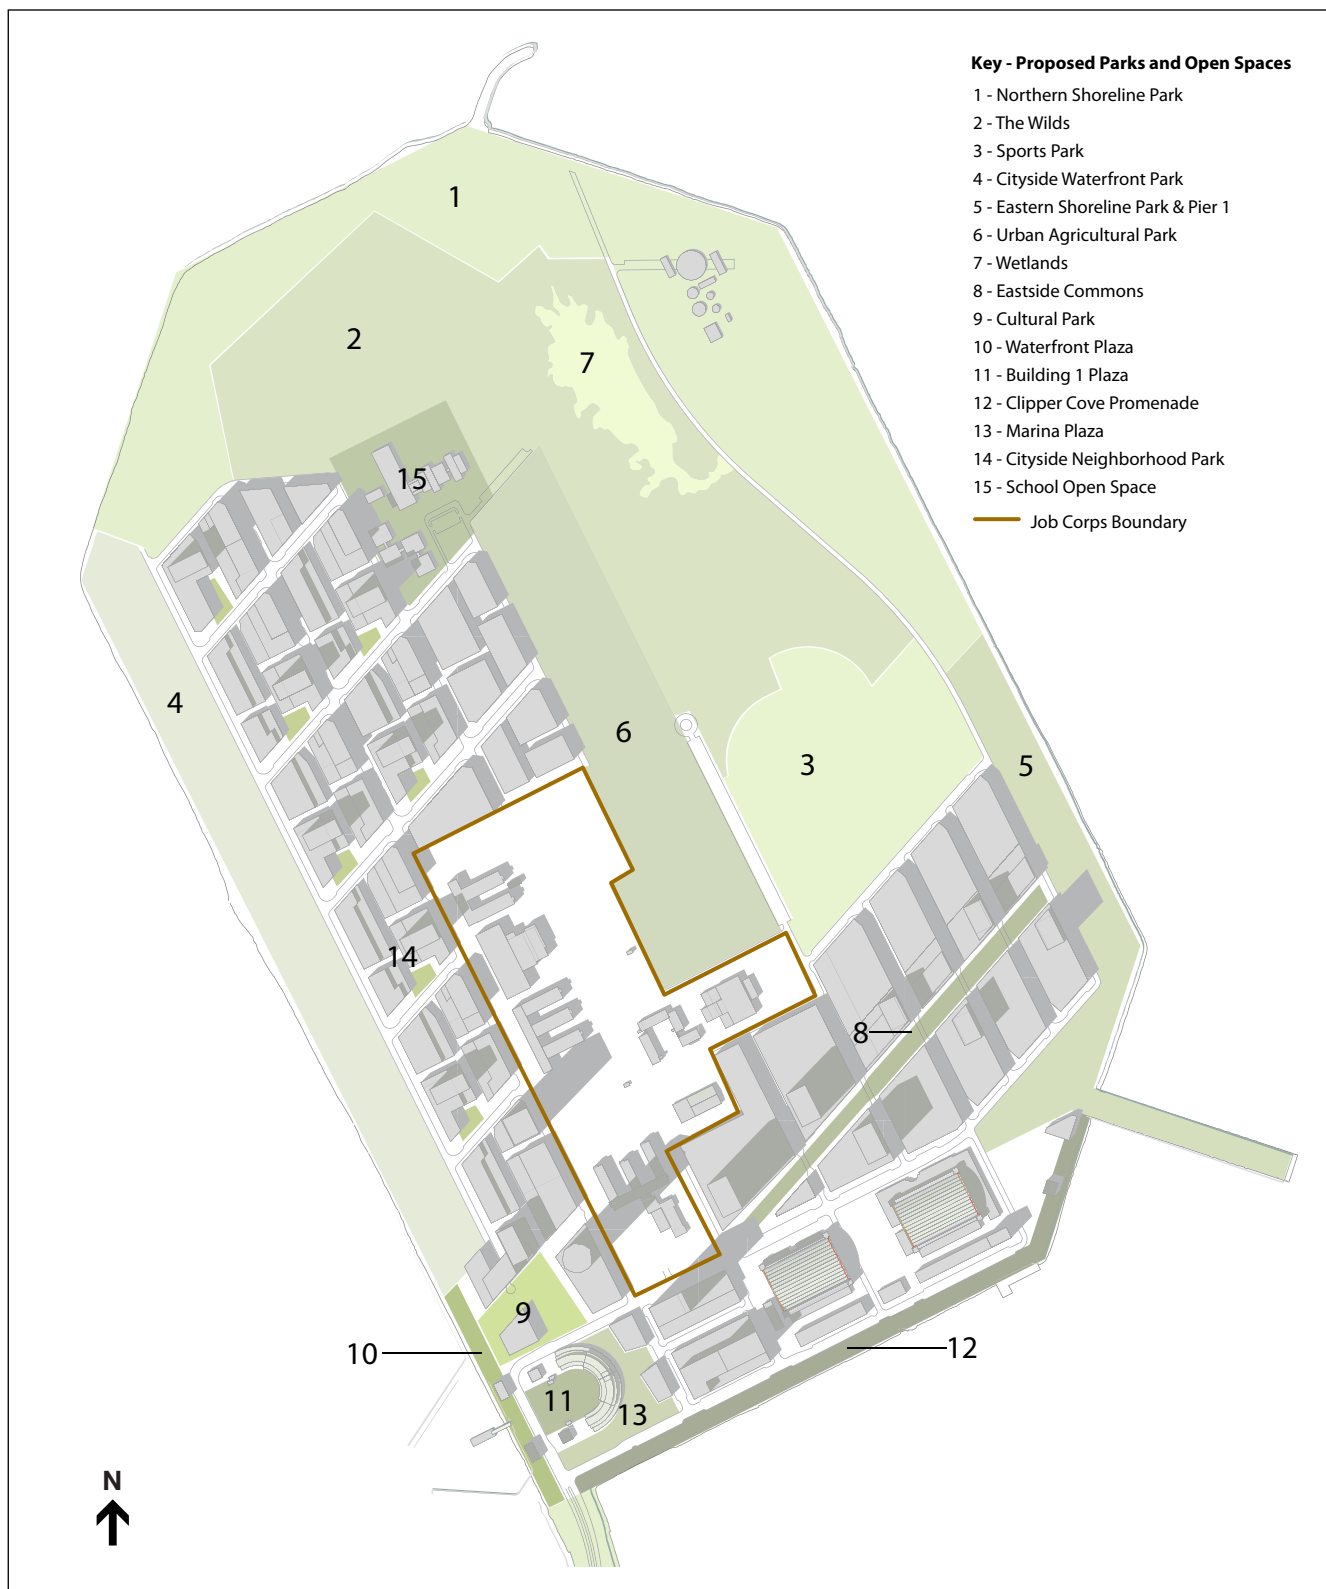 Key - Proposed Parks and Open Spaces
1 - Northern Shoreline Park
2 - The Wilds
3 - Sports Park
4 - Cityside Waterfront Park
5 - Eastern Shoreline Park & Pier 1
6 - Urban Agricultural Park
7 - Wetlands
8 - Eastside Commons
9 - Cultural Park
10 - Waterfront Plaza
11 - Building 1 Plaza
12 - Clipper Cove Promenade
13 - Marina Plaza
14 - Cityside Neighborhood Park
15 - School Open Space
Job Corps Boundary
1
2
7
15
4
6
3
5
14
8
9
10
12
11
13
N